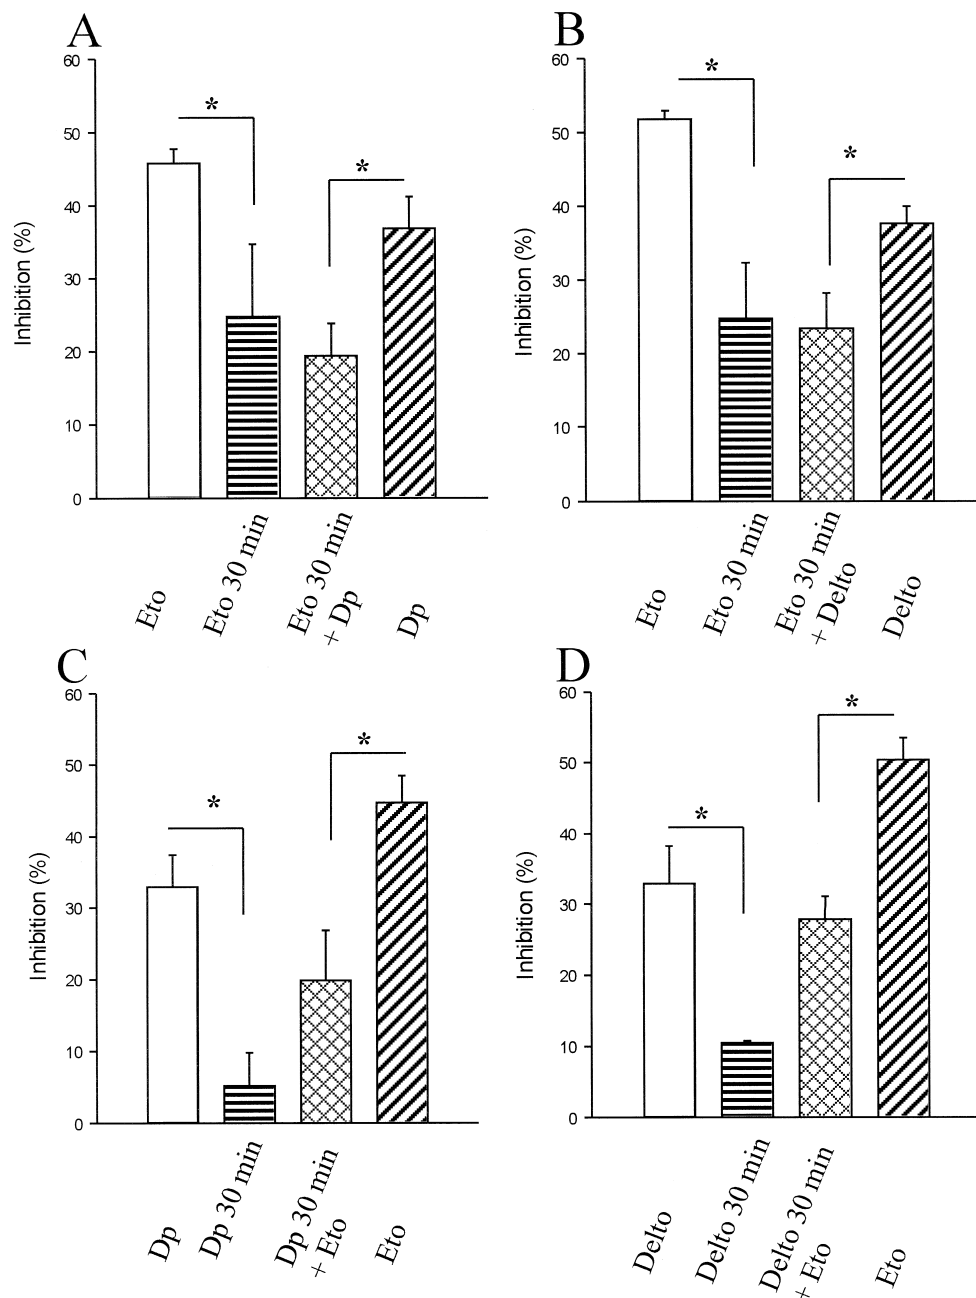 A
60
50
40
30
20
10
0
Inhibition (%)
*
*
Eto
Eto 30 min
Eto 30 min
+ Dp
Dp
B
60
50
40
30
20
10
0
Inhibition (%)
*
*
Eto
Eto 30 min
Eto 30 min
+ Delto
Delto
C
60
50
40
30
20
10
0
Inhibition (%)
*
*
Dp
Dp 30 min
Dp 30 min
+ Eto
Eto
D
60
50
40
30
20
10
0
Inhibition (%)
*
*
Delto
Delto 30 min
Delto 30 min
+ Eto
Eto